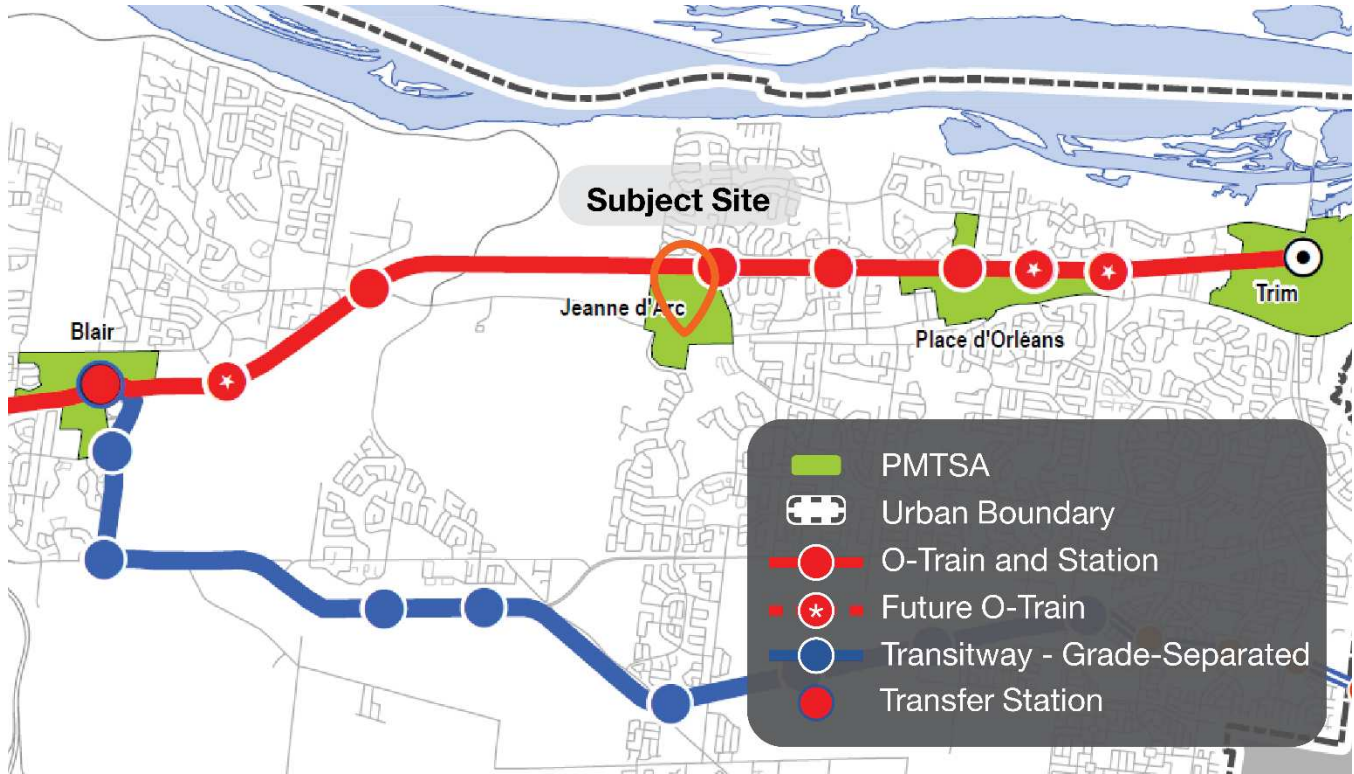 Subject Site
Jeanne d'Arc
Blair
Place d'Orléans
Trim
PMTSA
Urban Boundary
O-Train and Station
Future O-Train
Transitway - Grade-Separated
Transfer Station